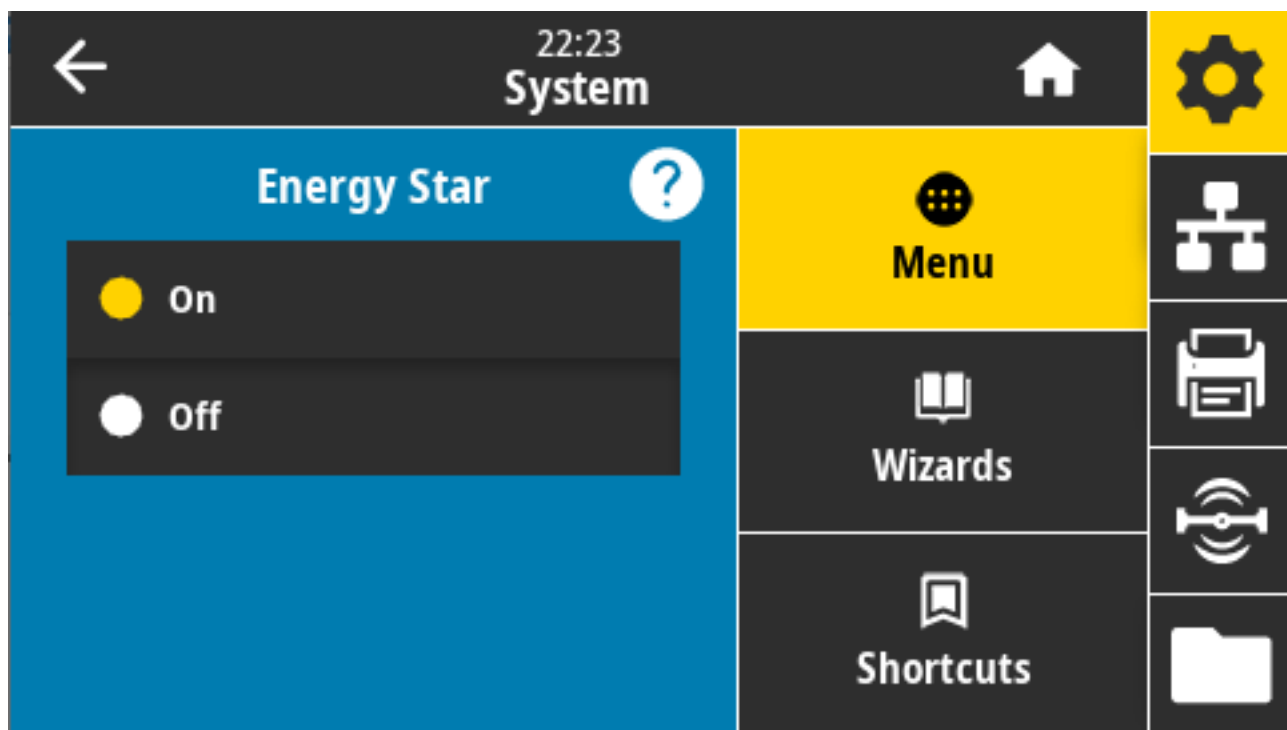 22:23
System
Energy Star
?
On
Off
Menu
Wizards
Shortcuts